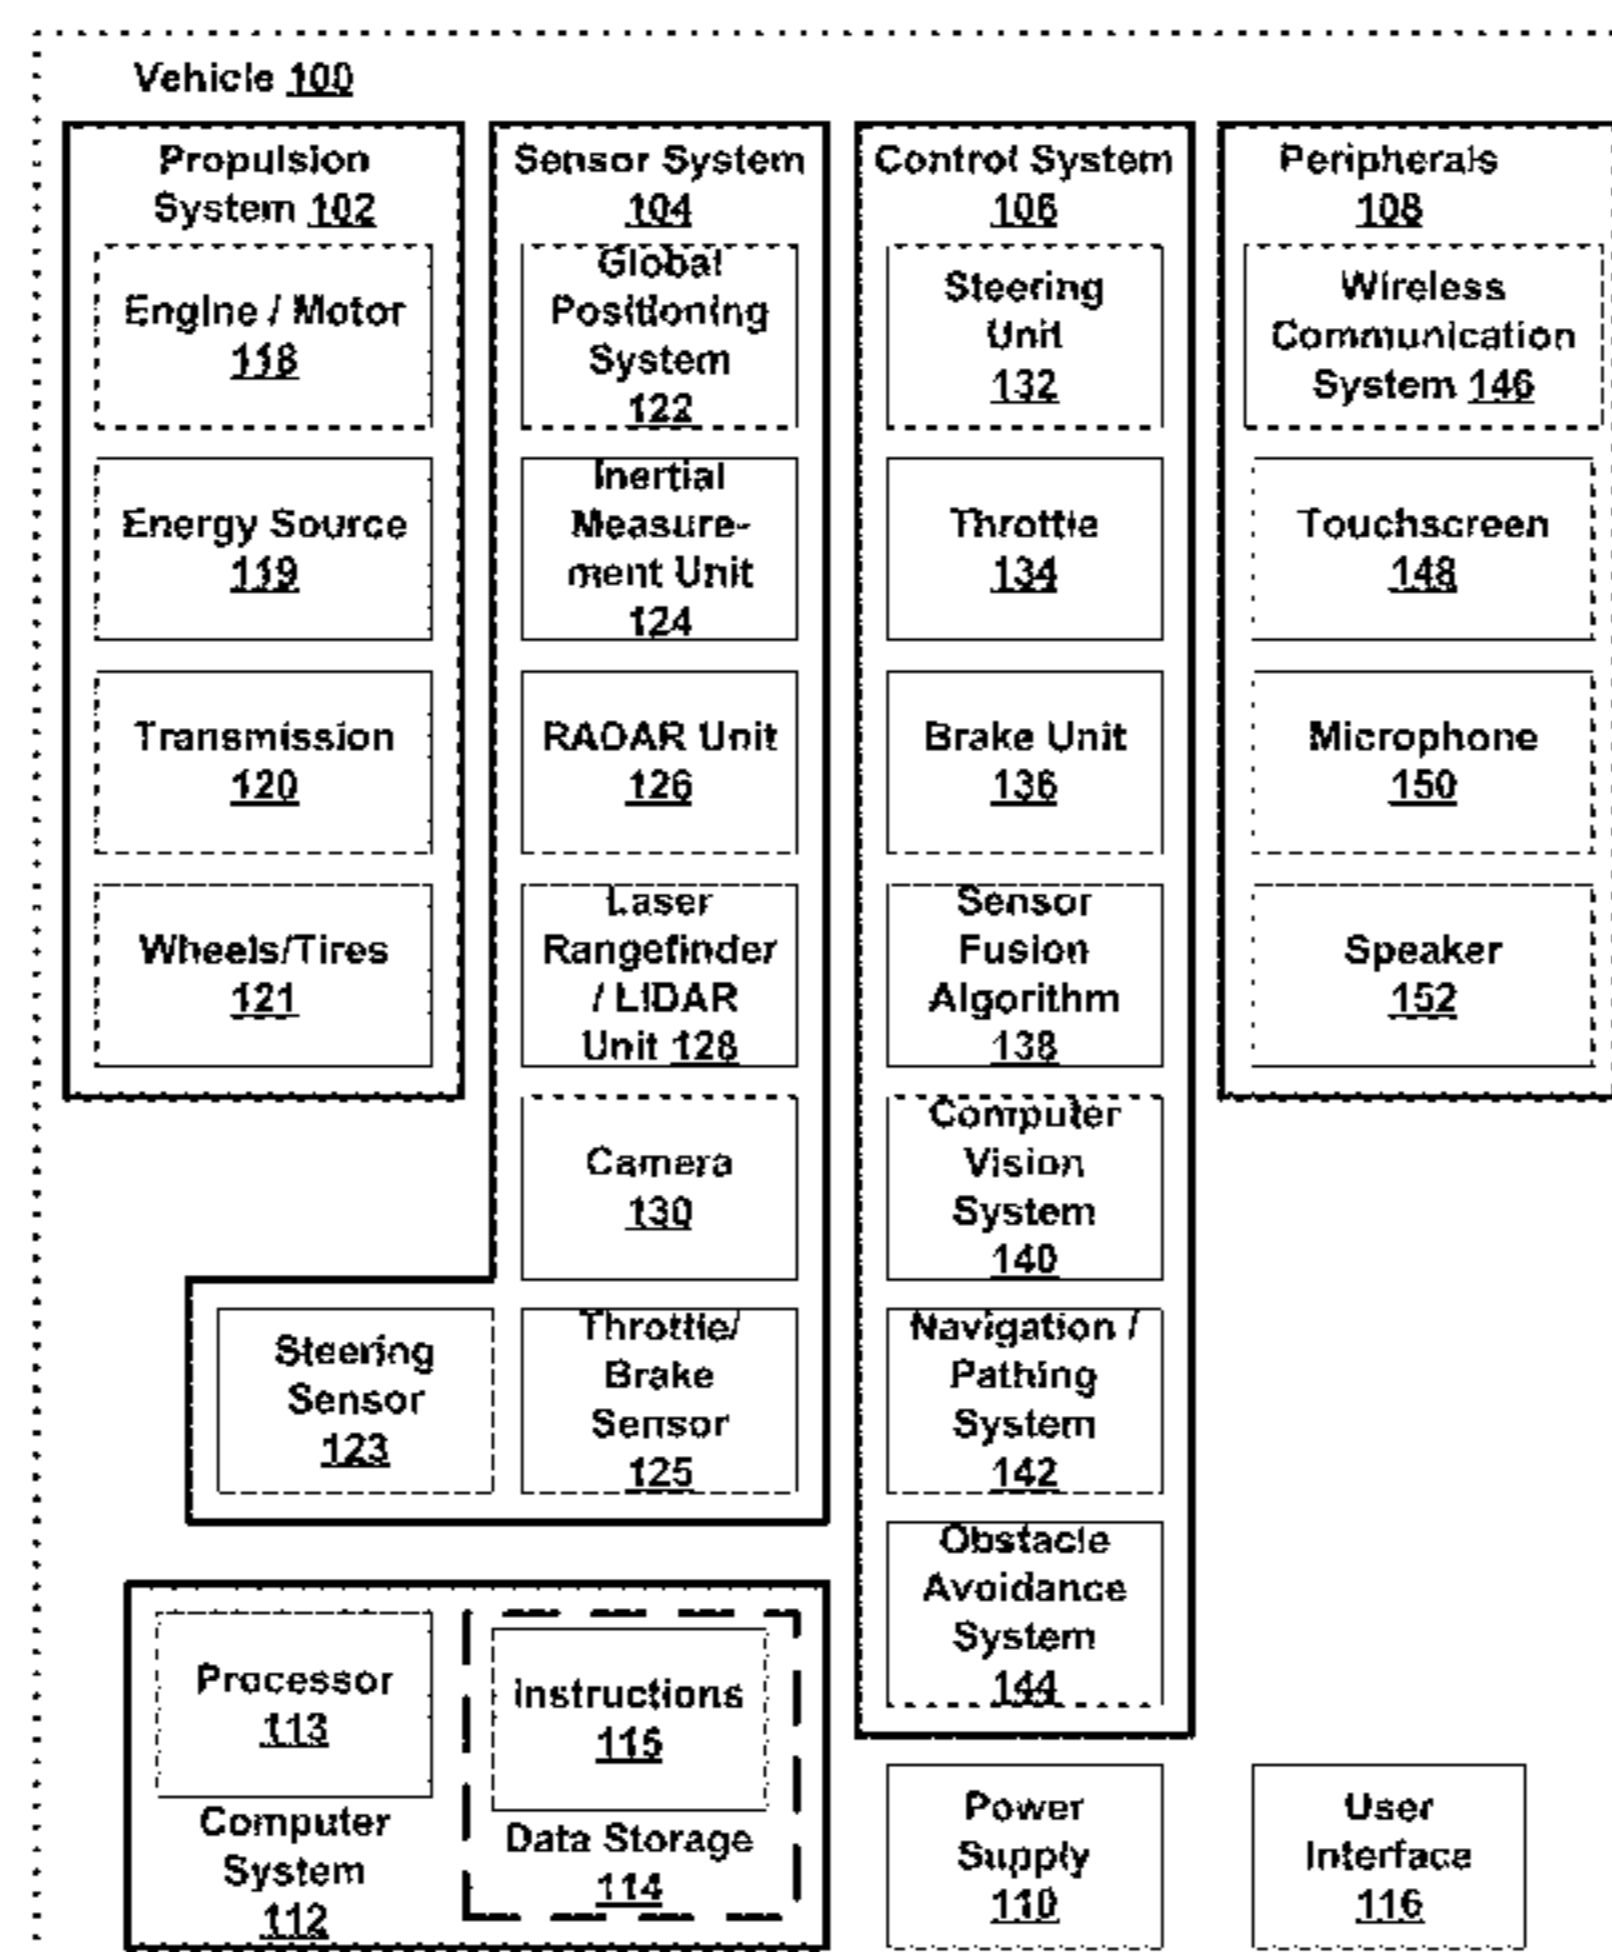 Vehicle 100
Propulsion
System 102
Engine / Motor
118
Energy Source
119
Transmission
120
Wheels/Tires
121
Sensor System
104
Global
Positioning
System
122
Inertial
Measure-
ment Unit
124
RADAR Unit
126
Laser
Rangefinder
/ LIDAR
Unit 128
Camera
130
Steering
Sensor
123
Throttle/
Brake
Sensor
125
Control System
106
Steering
Unit
132
Throttle
134
Brake Unit
136
Sensor
Fusion
Algorithm
138
Computer
Vision
System
140
Navigation /
Pathing
System
142
Obstacle
Avoidance
System
144
Peripherals
108
Wireless
Communication
System 146
Touchscreen
148
Microphone
150
Speaker
152
Processor
113
Computer
System
112
Instructions
115
Data Storage
114
Power
Supply
110
User
Interface
116